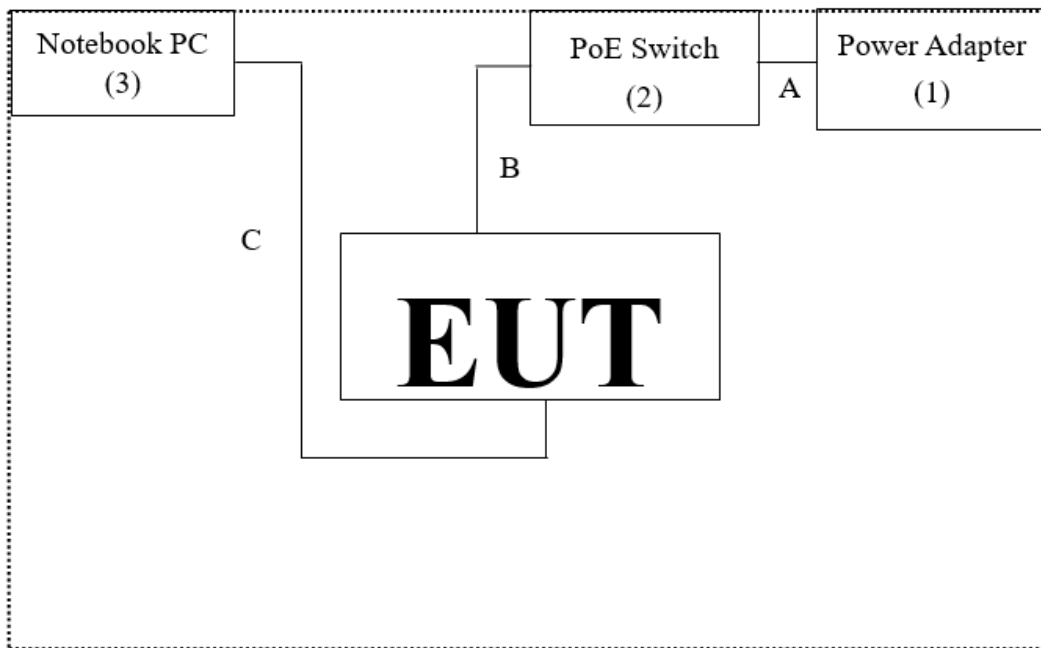 Notebook PC
(3)
PoE Switch
(2)
Power Adapter
(1)
A
B
C
EUT